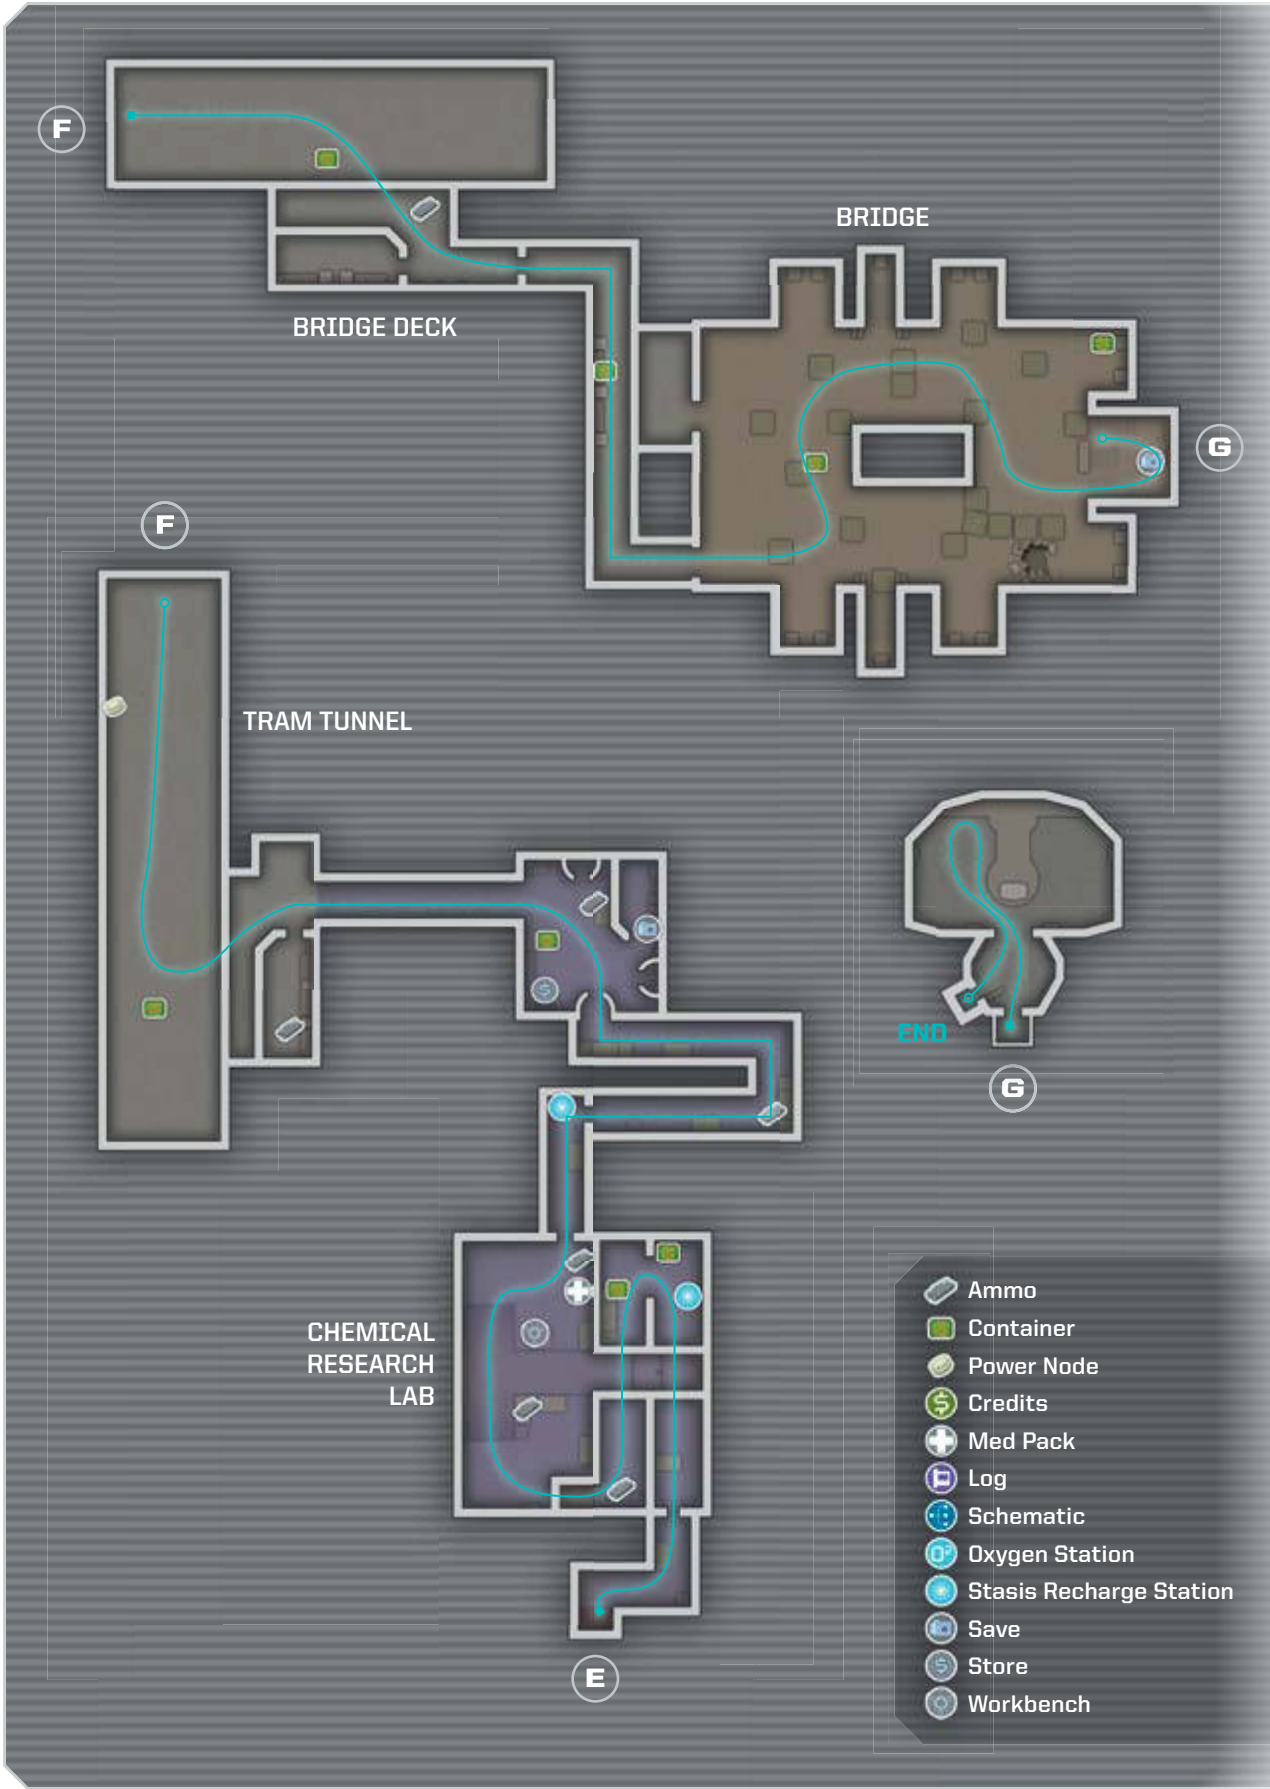 F
BRIDGE
BRIDGE DECK
G
F
TRAM TUNNEL
$
END
G
CHEMICAL
RESEARCH
LAB
Ammo
Container
Power Node
$ Credits
Med Pack
Log
Schematic
O2 Oxygen Station
Stasis Recharge Station
Save
$ Store
Workbench
E